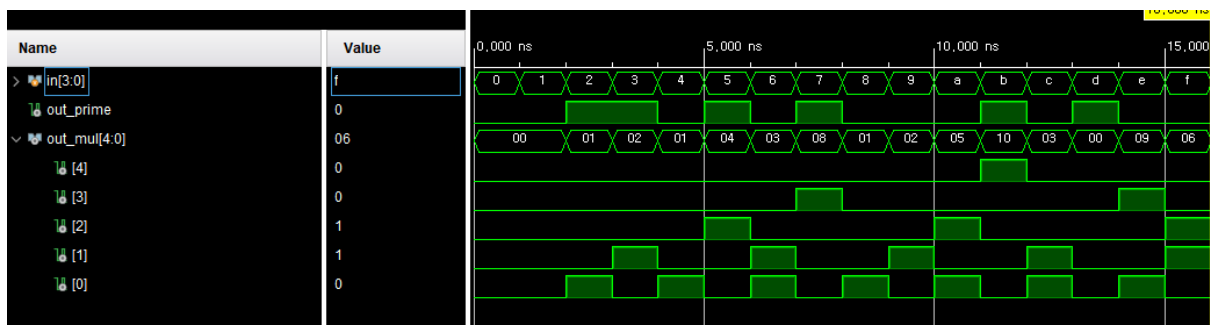 10,000 ns
Name Value 0,000 ns 5,000 ns 10,000 ns 15,000
in[3:0] f 0 1 2 3 4 5 6 7 8 9 a b c d e f
out_prime 0
out_mul[4:0] 06 00 01 02 01 04 03 08 01 02 05 10 03 00 09 06
[4] 0
[3] 0
[2] 1
[1] 1
[0] 0